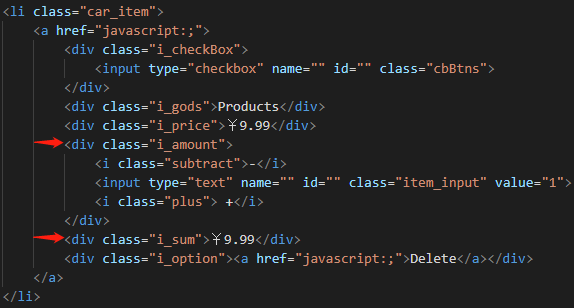 <li class="car_item">
<a href="javascript:;">
<div class="i_checkBox">
<input type="checkbox" name="" id="" class="cbBtns">
</div>
<div class="i_gods">Products</div>
<div class="i_price">¥9.99</div>
<div class="i_amount">
<i class="subtract">-</i>
<input type="text" name="" id="" class="item_input" value="1">
<i class="plus"> +</i>
</div>
<div class="i_sum">¥9.99</div>
<div class="i_option"><a href="javascript:;">Delete</a></div>
</a>
</li>